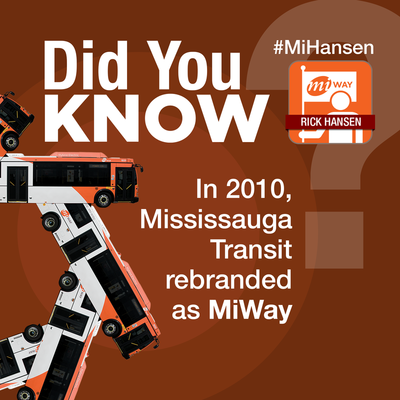 Did You
KNOW
#MiHansen
mi WAY
RICK HANSEN
In 2010,
Mississauga
Transit
rebranded
as MiWay